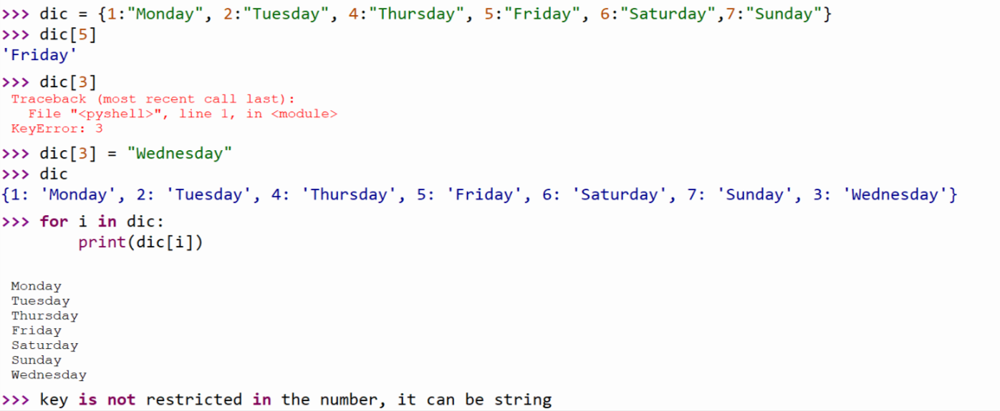 >>> dic = {1:"Monday", 2:"Tuesday", 4:"Thursday", 5:"Friday", 6:"Saturday",7:"Sunday"}
>>> dic[5]
'Friday'
>>> dic[3]
Traceback (most recent call last):
  File "<pyshell>", line 1, in <module>
KeyError: 3
>>> dic[3] = "Wednesday"
>>> dic
{1: 'Monday', 2: 'Tuesday', 4: 'Thursday', 5: 'Friday', 6: 'Saturday', 7: 'Sunday', 3: 'Wednesday'}
>>> for i in dic:
        print(dic[i])
Monday
Tuesday
Thursday
Friday
Saturday
Sunday
Wednesday
>>> key is not restricted in the number, it can be string